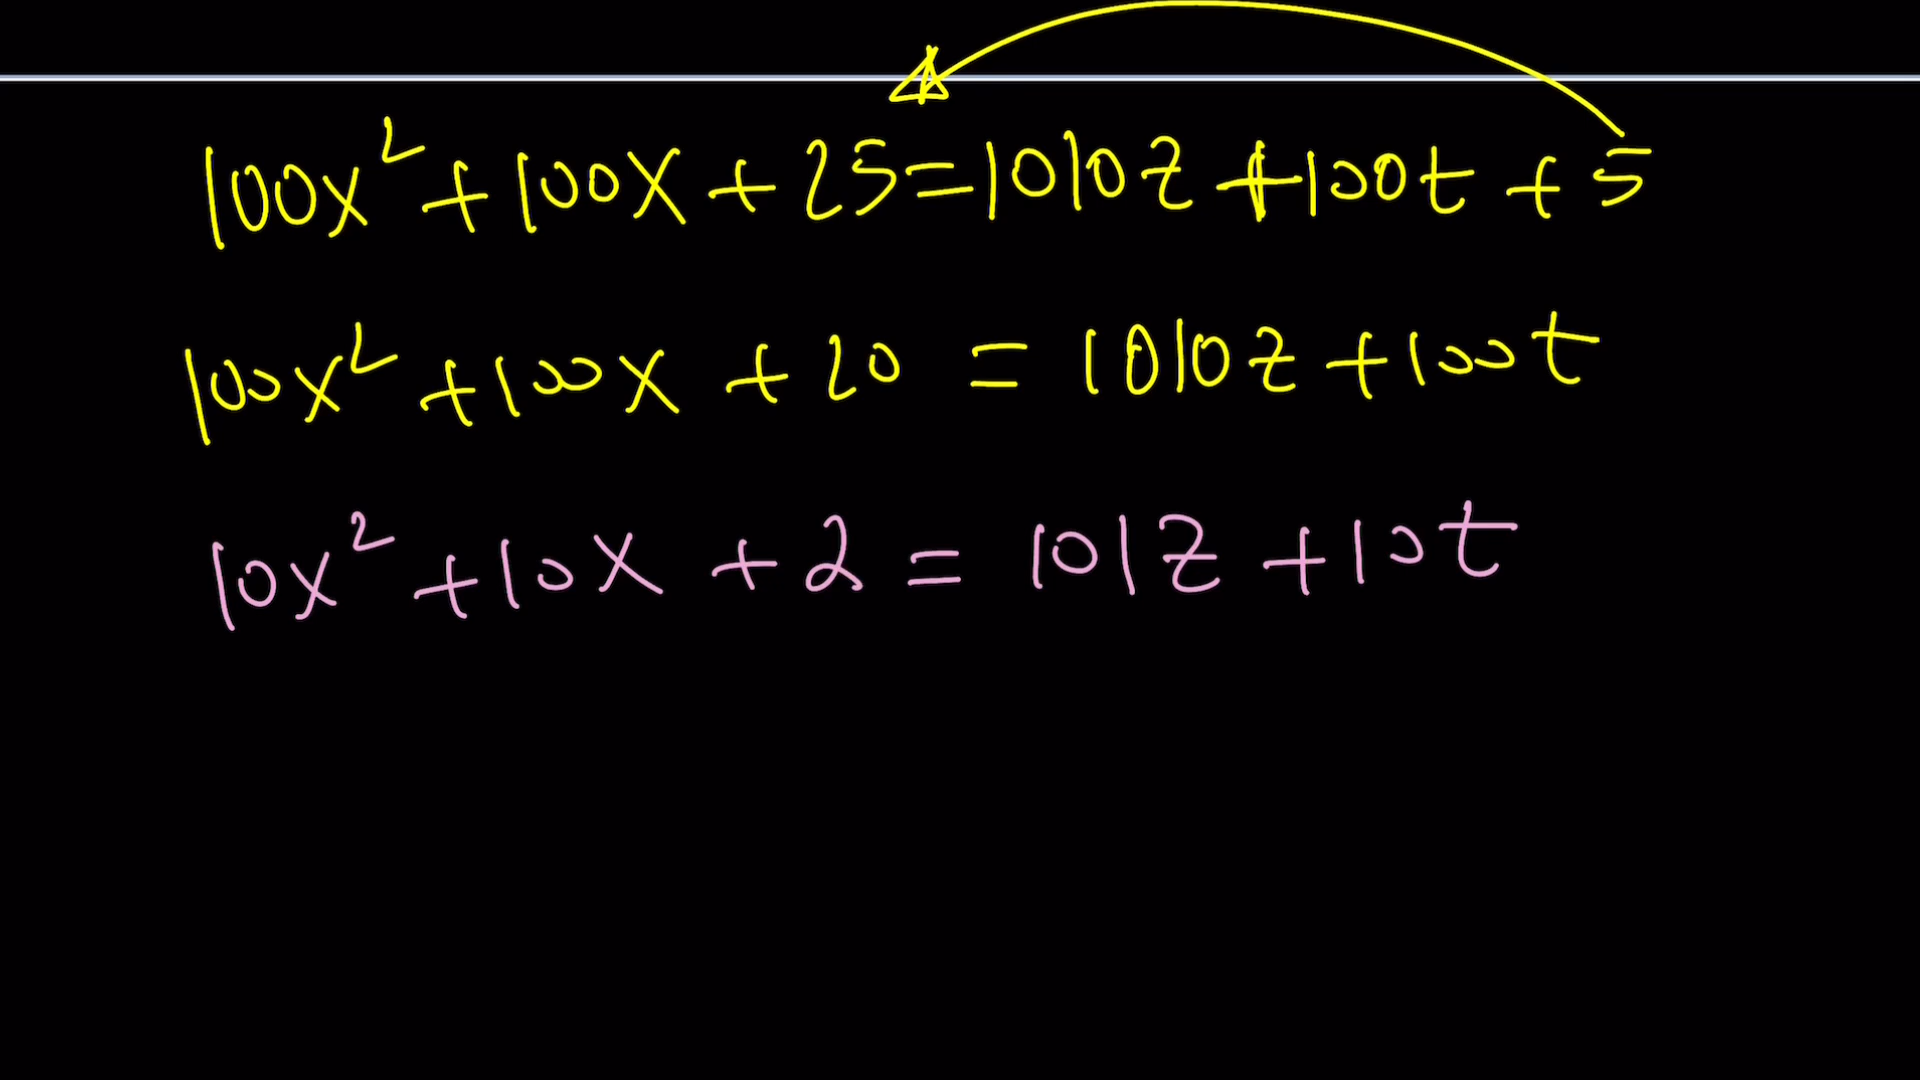 100x² + 100x + 25 = 1010z + 100t + 5
100x² + 100x + 20 = 1010z + 100t
10x² + 10x + 2 = 101z + 10t